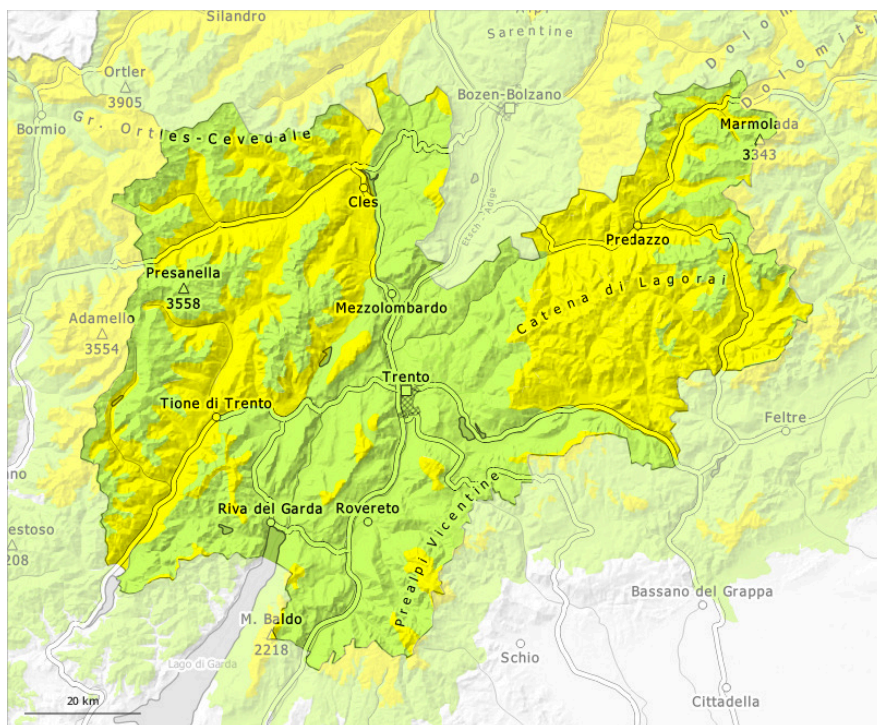 Silandro
Sarentine
Dolomiti
Ortler
3905
Bozen-Bolzano
Bormio
Gr. Ortles-Cevedale
Marmolada
3343
Cles
Etsch - Adige
Predazzo
Presanella
3558
Catena di Lagorai
Mezzolombardo
Adamello
3554
Trento
Tione di Trento
Feltre
Riva del Garda
Rovereto
Prealpi Vicentine
Bassano del Grappa
M. Baldo
2218
Lago di Garda
Schio
Cittadella
20 km